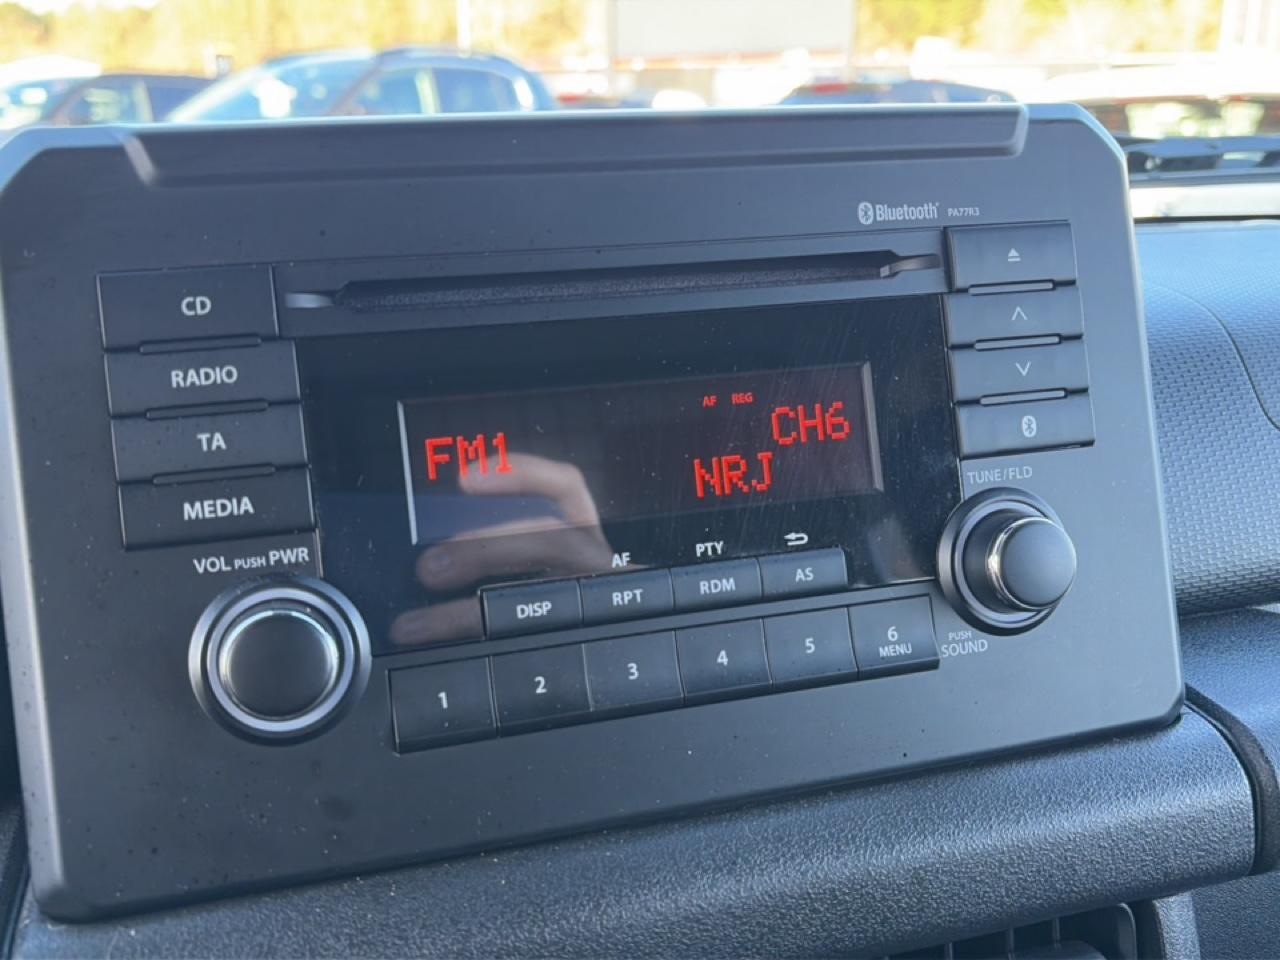 Bluetooth® PA77R3
CD
RADIO
TA
MEDIA
VOL PUSH PWR
AF REG
FM1 CH6
NRJ
TUNE/FLD
AF PTY
DISP RPT RDM AS
1 2 3 4 5 6
MENU
PUSH
SOUND